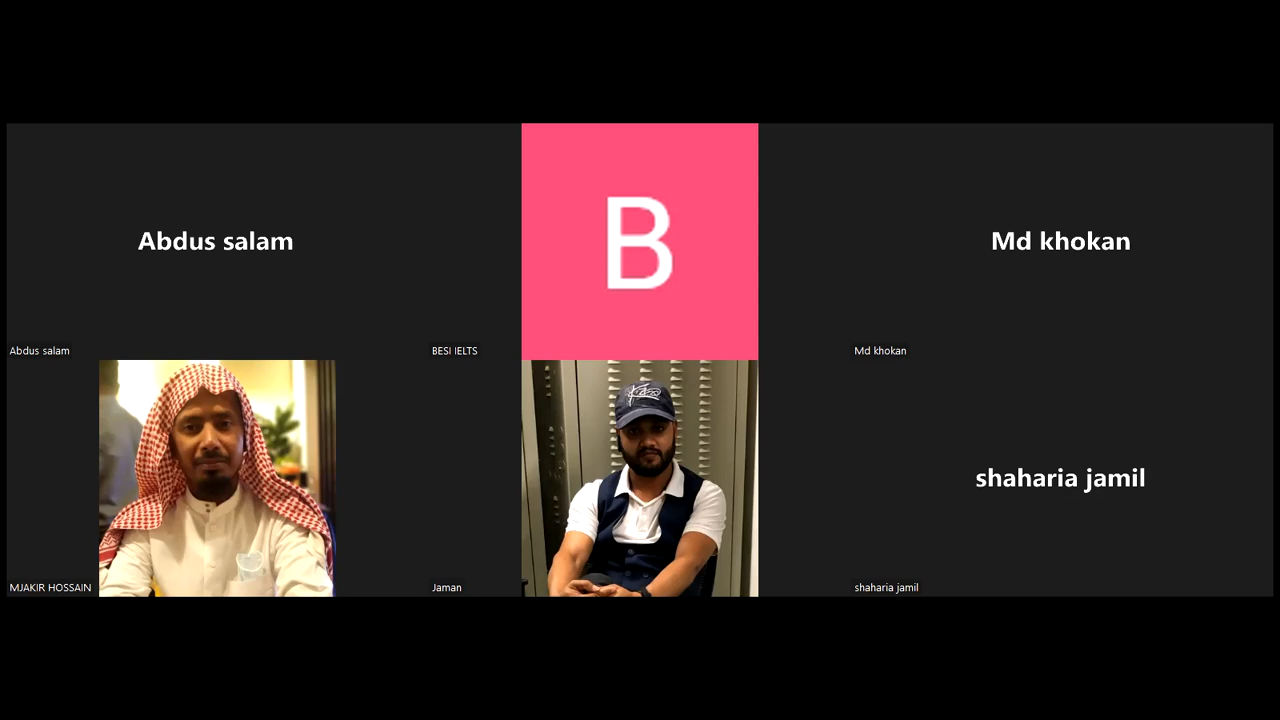 Abdus salam
B
Md khokan
Abdus salam
BESI IELTS
Md khokan
shaharia jamil
MJAKIR HOSSAIN
Jaman
shaharia jamil